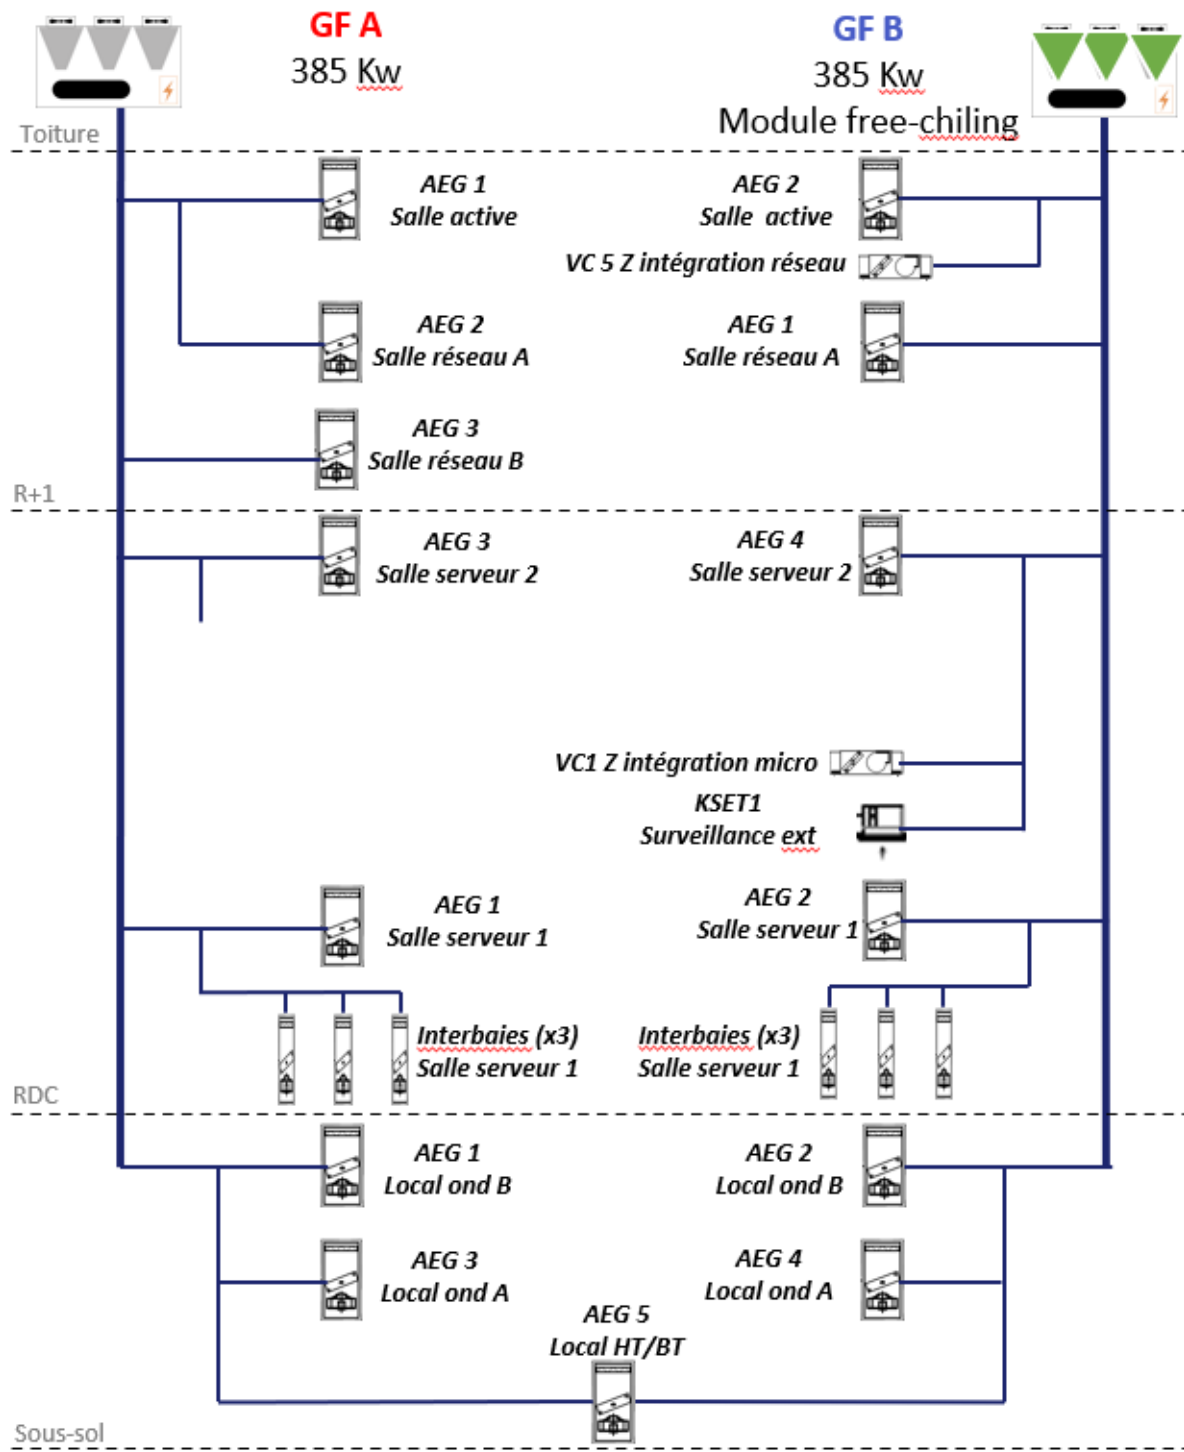 GF A
385 Kw
GF B
385 Kw
Module free-chiling
Toiture
AEG 1
Salle active
AEG 2
Salle active
VC 5 Z intégration réseau
AEG 2
Salle réseau A
AEG 1
Salle réseau A
AEG 3
Salle réseau B
R+1
AEG 3
Salle serveur 2
AEG 4
Salle serveur 2
VC1 Z intégration micro
KSET1
Surveillance ext
AEG 1
Salle serveur 1
AEG 2
Salle serveur 1
Interbaies (x3)
Salle serveur 1
Interbaies (x3)
Salle serveur 1
RDC
AEG 1
Local ond B
AEG 2
Local ond B
AEG 3
Local ond A
AEG 4
Local ond A
AEG 5
Local HT/BT
Sous-sol